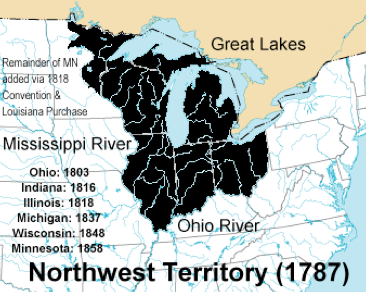 Great Lakes
Remainder of MN
added via 1818
Convention &
Louisiana Purchase
Mississippi River
Ohio: 1803
Indiana: 1816
Illinois: 1818
Michigan: 1837
Wisconsin: 1848
Minnesota: 1858
Ohio River
Northwest Territory (1787)